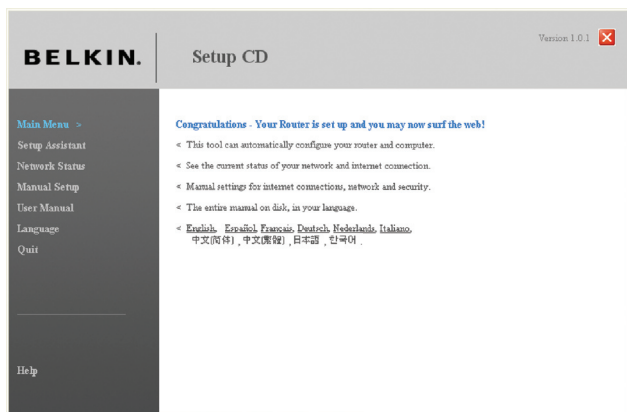 BELKIN.
Setup CD
Version 1.0.1
Main Menu >
Setup Assistant
Network Status
Manual Setup
User Manual
Language
Quit
Help
Congratulations - Your Router is set up and you may now surf the web!
< This tool can automatically configure your router and computer.
< See the current status of your network and internet connection.
< Manual settings for internet connections, network and security.
< The entire manual on disk, in your language.
< English, Español, Français, Deutsch, Nederlands, Italiano,
中文(简体) , 中文(繁體) , 日本語 , 한국어 .